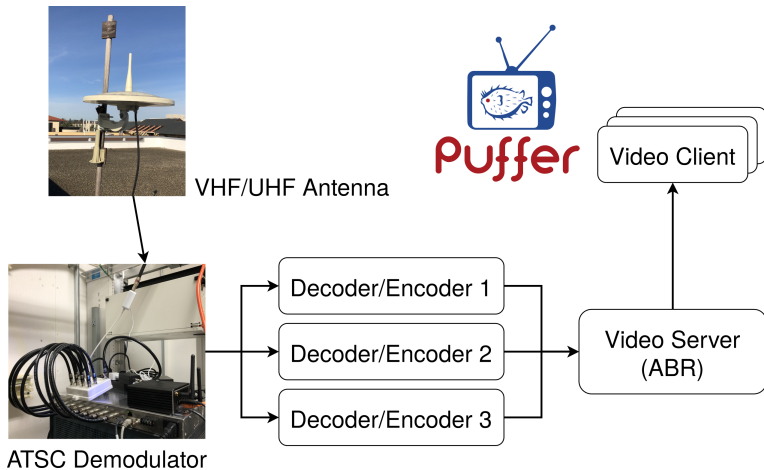 VHF/UHF Antenna
Puffer
Video Client
Decoder/Encoder 1
Decoder/Encoder 2
Decoder/Encoder 3
Video Server
(ABR)
ATSC Demodulator